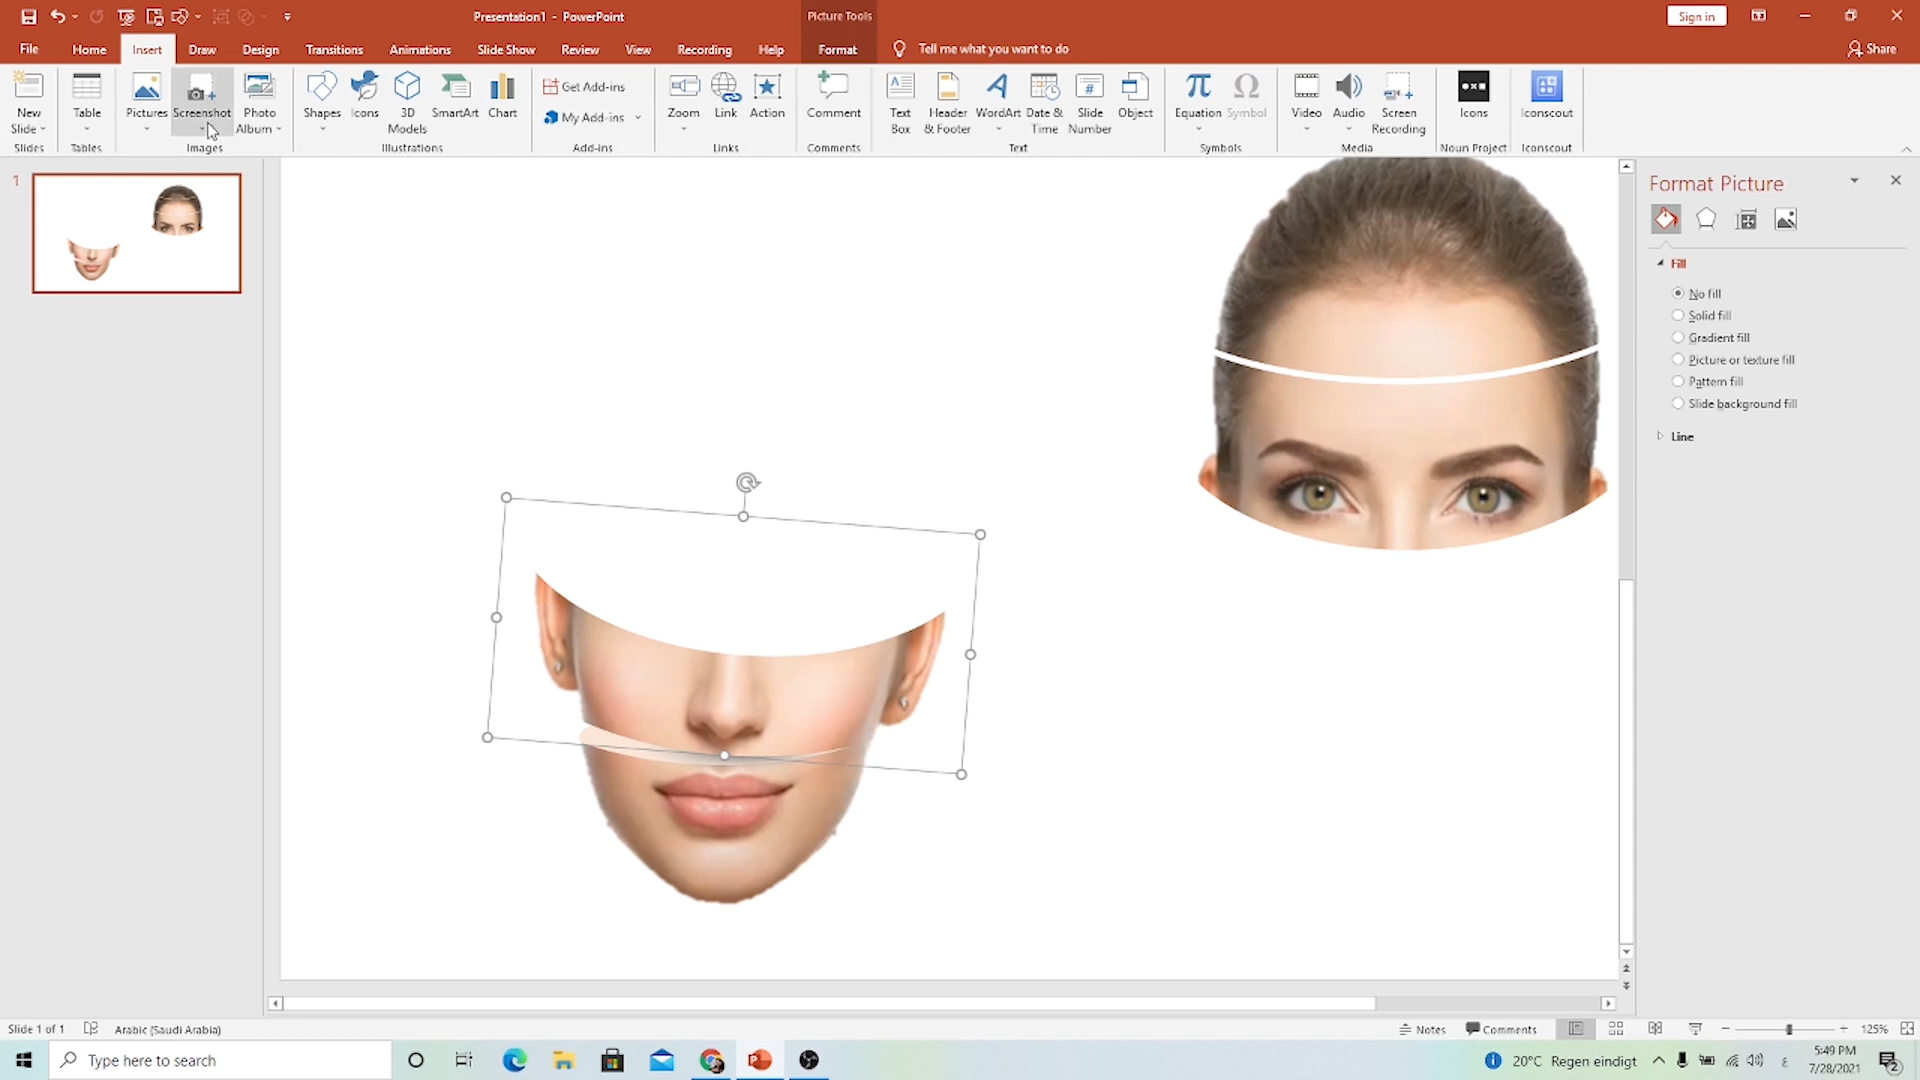 Presentation1 - PowerPoint
Picture Tools
Sign in
File
Home
Insert
Draw
Design
Transitions
Animations
Slide Show
Review
View
Recording
Help
Format
Tell me what you want to do
Share
New Slide
Table
Pictures
Screenshot
Photo Album
Shapes
Icons
3D Models
SmartArt
Chart
Get Add-ins
My Add-ins
Zoom
Link
Action
Comment
Text Box
Header & Footer
WordArt
Date & Time
Slide Number
Object
Equation
Symbol
Video
Audio
Screen Recording
Icons
Iconscout
Slides
Tables
Images
Illustrations
Add-ins
Links
Comments
Text
Symbols
Media
Noun Project
Iconscout
1
Format Picture
Fill
No fill
Solid fill
Gradient fill
Picture or texture fill
Pattern fill
Slide background fill
Line
Slide 1 of 1
Arabic (Saudi Arabia)
Notes
Comments
125%
Type here to search
20°C Regen eindigt
ع
5:49 PM
7/28/2021
2